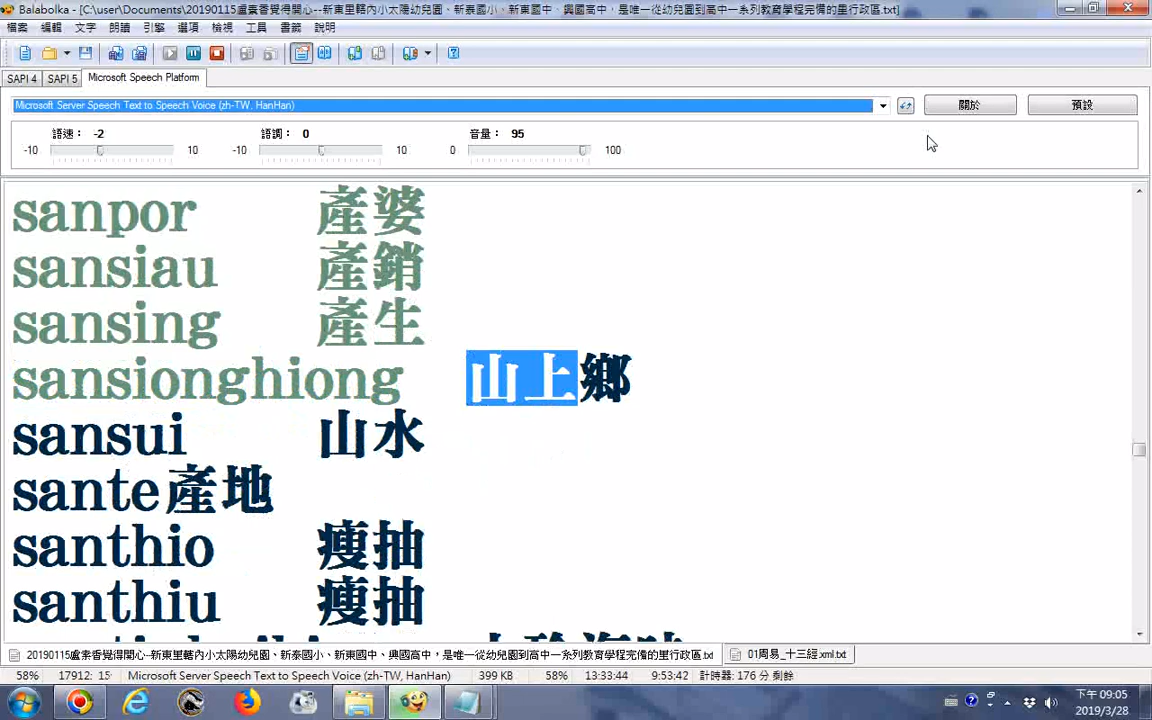 Balabolka - [C:\user\Documents\20190115盧素香覺得開心--新東里轄內小太陽幼兒園、新泰國小、新東國中、興國高中，是唯一從幼兒園到高中一系列教育學程完備的里行政區.txt]
檔案 編輯 文字 朗讀 引擎 選項 檢視 工具 書籤 說明
SAPI 4 SAPI 5 Microsoft Speech Platform
Microsoft Server Speech Text to Speech Voice (zh-TW, HanHan) 關於 預設
語速： -2 語調： 0 音量： 95
-10 10 -10 10 0 100
sanpor 產婆
sansiau 產銷
sansing 產生
sansionghiong 山上鄉
sansui 山水
sante產地
santhio 瘦抽
santhiu 瘦抽
20190115盧素香覺得開心--新東里轄內小太陽幼兒園、新泰國小、新東國中、興國高中，是唯一從幼兒園到高中一系列教育學程完備的里行政區.txt 01周易_十三經.xml.txt
58% 17912: 15 Microsoft Server Speech Text to Speech Voice (zh-TW, HanHan) 399 KB 58% 13:33:44 9:53:42 計時器: 176 分 剩餘
下午 09:05
2019/3/28